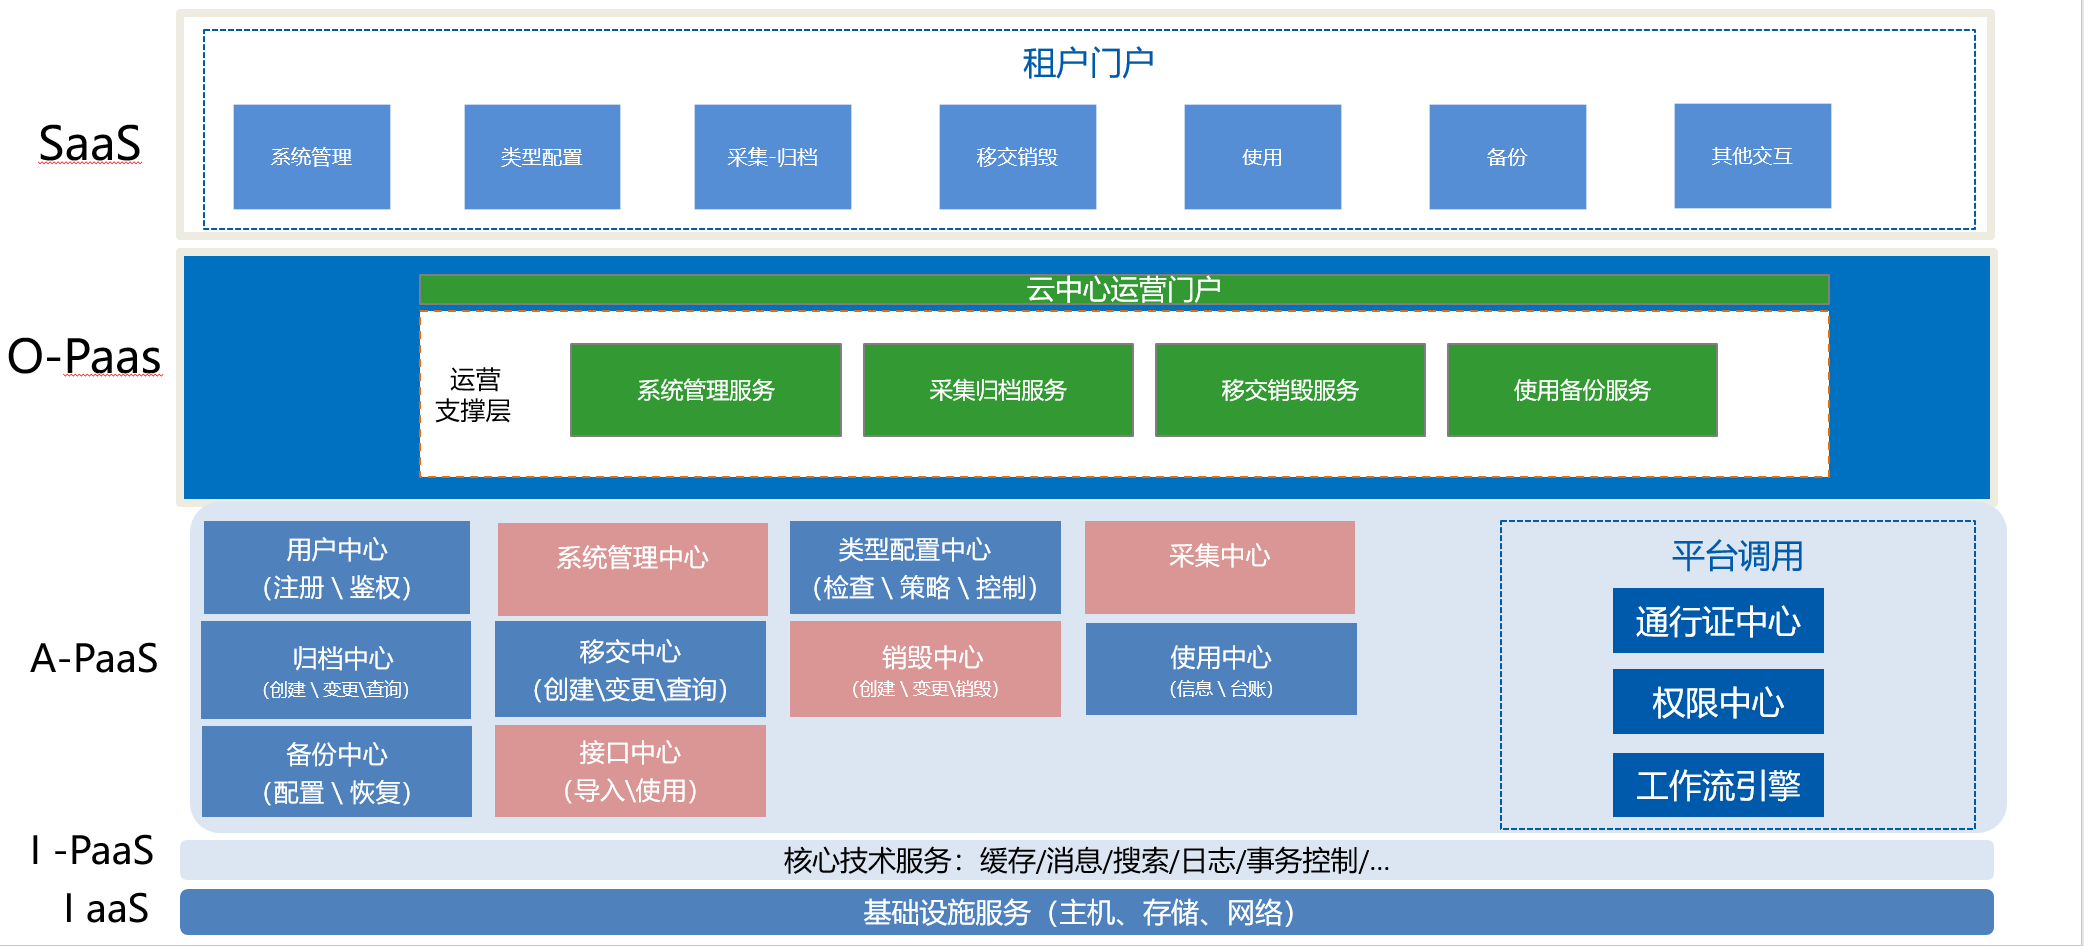 SaaS
租户门户
系统管理
类型配置
采集-归档
移交销毁
使用
备份
其他交互
O-Paas
云中心运营门户
运营
支撑层
系统管理服务
采集归档服务
移交销毁服务
使用备份服务
A-PaaS
用户中心
（注册 \ 鉴权）
系统管理中心
类型配置中心
（检查 \ 策略 \ 控制）
采集中心
归档中心
（创建 \ 变更\查询）
移交中心
（创建\变更\查询）
销毁中心
（创建 \ 变更\销毁）
使用中心
（信息 \ 台账）
备份中心
（配置 \ 恢复）
接口中心
（导入\使用）
平台调用
通行证中心
权限中心
工作流引擎
I -PaaS
核心技术服务：缓存/消息/搜索/日志/事务控制/...
I aaS
基础设施服务（主机、存储、网络）